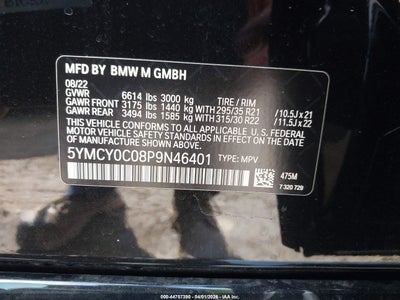 MFD BY BMW M GMBH
08/22
GVWR 6614 lbs 3000 kg TIRE / RIM
GAWR FRONT 3175 lbs 1440 kg 295/35 R21 /10.5J x 21
GAWR REAR 3494 lbs 1585 kg 315/30 R22 /11.5J x 22
THIS VEHICLE CONFORMS TO ALL APPLICABLE U.S. FEDERAL
MOTOR VEHICLE SAFETY STANDARDS IN EFFECT
ON THE DATE OF MANUFACTURE SHOWN ABOVE.
5YMCY0C08P9N46401 TYPE: MPV
475M
7 320 729
000-44757390 - 04/01/2026 - IAA, Inc.